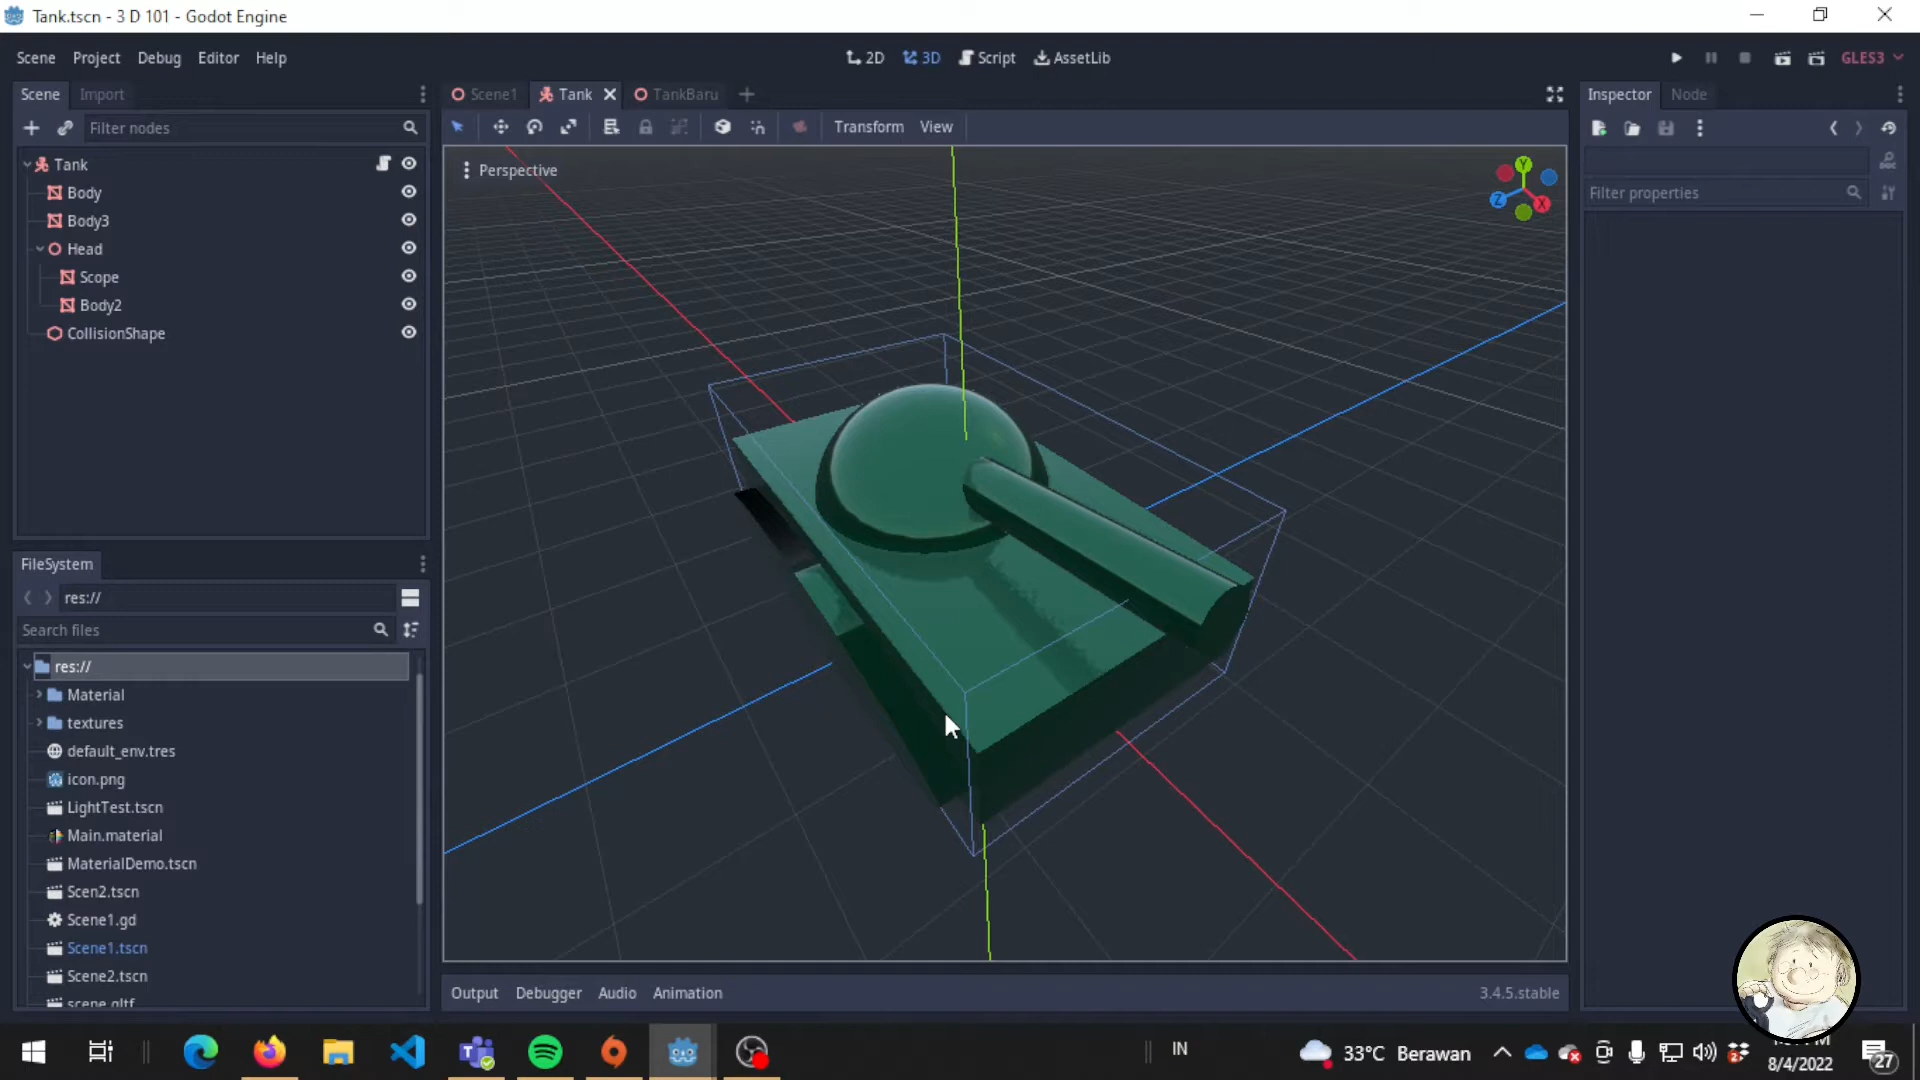 Tank.tscn - 3 D 101 - Godot Engine
Scene Project Debug Editor Help
2D 3D Script AssetLib
GLES3
Scene Import
Scene1 Tank TankBaru
Inspector Node
Filter nodes
Transform View
Perspective
Y
Z
X
Filter properties
Tank
Body
Body3
Head
Scope
Body2
CollisionShape
FileSystem
res://
Search files
res://
Material
textures
default_env.tres
icon.png
LightTest.tscn
Main.material
MaterialDemo.tscn
Scen2.tscn
Scene1.gd
Scene1.tscn
Scene2.tscn
scene.gltf
Output Debugger Audio Animation
3.4.5.stable
IN
33°C Berawan
8/4/2022
27